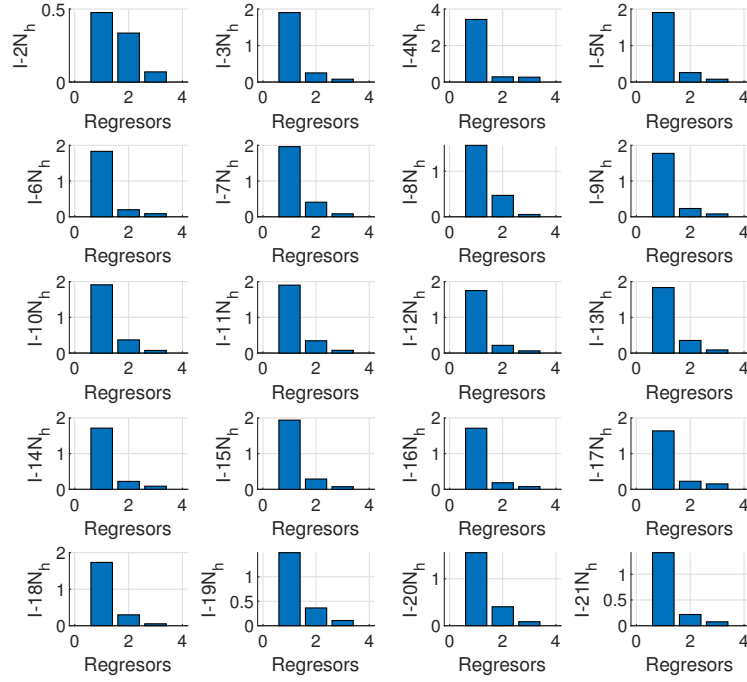 0.5
0
0 2 4
Regresors
I-2N_h
2
1
0
0 2 4
Regresors
I-3N_h
4
2
0
0 2 4
Regresors
I-4N_h
2
1
0
0 2 4
Regresors
I-5N_h
2
1
0
0 2 4
Regresors
I-6N_h
2
1
0
0 2 4
Regresors
I-7N_h
1
0
0 2 4
Regresors
I-8N_h
2
1
0
0 2 4
Regresors
I-9N_h
2
1
0
0 2 4
Regresors
I-10N_h
2
1
0
0 2 4
Regresors
I-11N_h
2
1
0
0 2 4
Regresors
I-12N_h
2
1
0
0 2 4
Regresors
I-13N_h
2
1
0
0 2 4
Regresors
I-14N_h
2
1
0
0 2 4
Regresors
I-15N_h
2
1
0
0 2 4
Regresors
I-16N_h
2
1
0
0 2 4
Regresors
I-17N_h
2
1
0
0 2 4
Regresors
I-18N_h
1
0.5
0
0 2 4
Regresors
I-19N_h
1
0
0 2 4
Regresors
I-20N_h
1
0.5
0
0 2 4
Regresors
I-21N_h